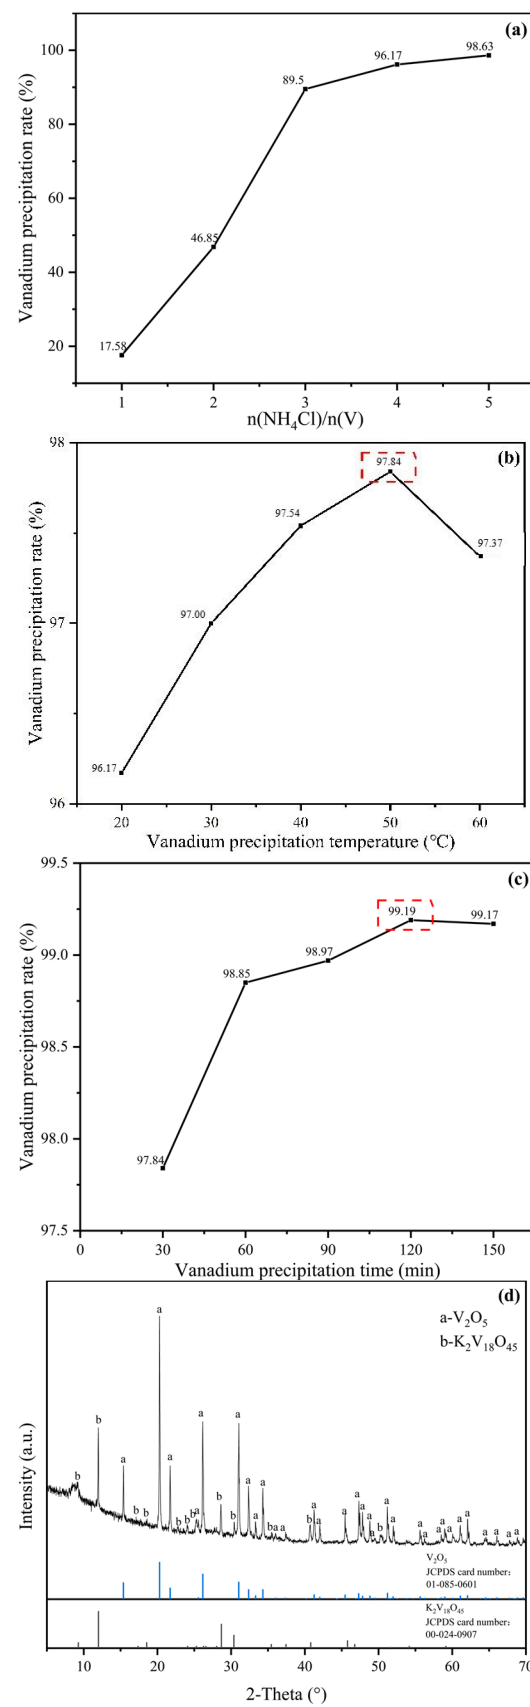 (a)
Vanadium precipitation rate (%)
100
80
60
40
20
17.58
46.85
89.5
96.17
98.63
1 2 3 4 5
n(NH₄Cl)/n(V)
(b)
Vanadium precipitation rate (%)
98
97
96
96.17
97.00
97.54
97.84
97.37
20 30 40 50 60
Vanadium precipitation temperature (°C)
(c)
Vanadium precipitation rate (%)
99.5
99.0
98.5
98.0
97.5
97.84
98.85
98.97
99.19
99.17
0 30 60 90 120 150
Vanadium precipitation time (min)
(d)
a-V₂O₅
b-K₂V₁₈O₄₅
Intensity (a.u.)
b b a b b a a b b b a a b b a a a a b b a b a a a a a a a b a a a a a a a a a a a a
V₂O₅
JCPDS card number:
01-085-0601
K₂V₁₈O₄₅
JCPDS card number:
00-024-0907
10 20 30 40 50 60 70
2-Theta (°)